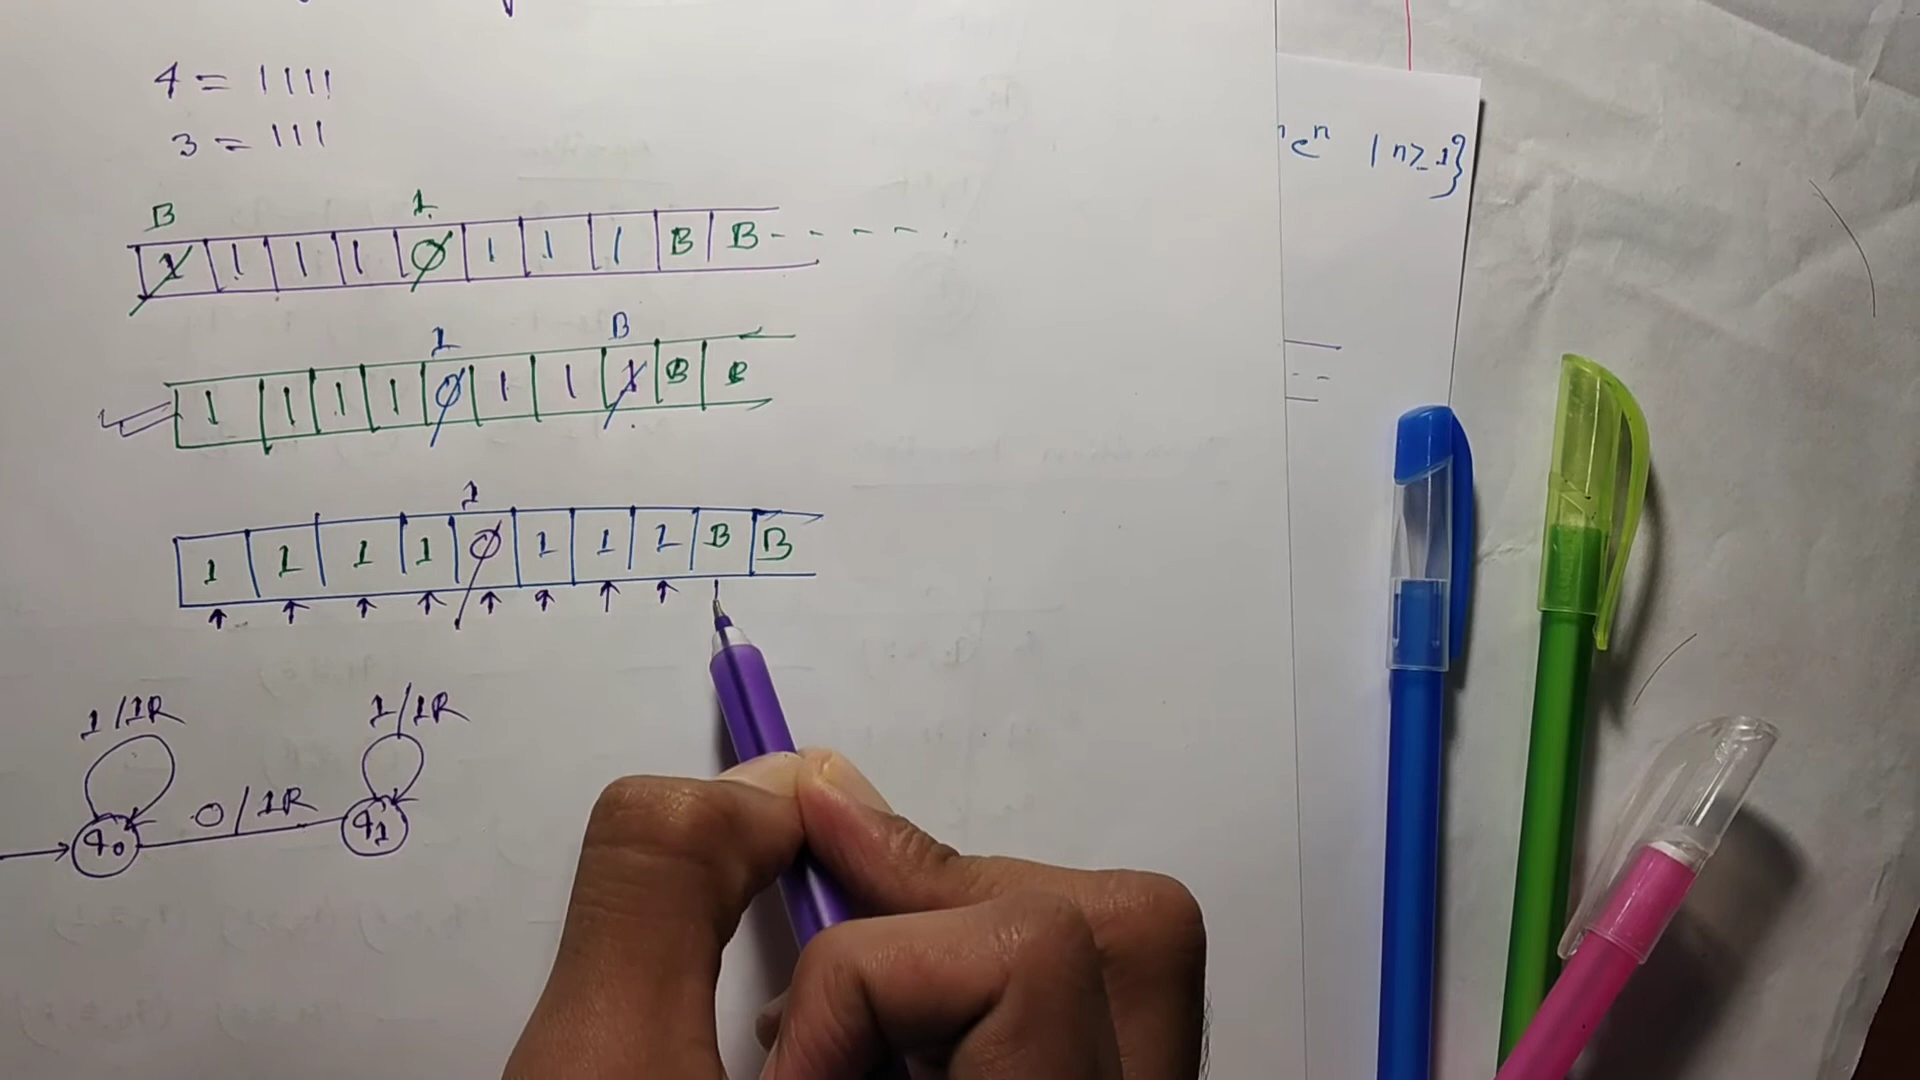 4 = 1111
3 = 111
B 1
1 1 1 1 0 1 1 1 B B - - - - - .
1 B
1 1 1 1 0 1 1 1 B B
1
1 1 1 1 0 1 1 1 B B
1/1R 1/1R
0/1R
q0 q1
n e^n | n≥1}